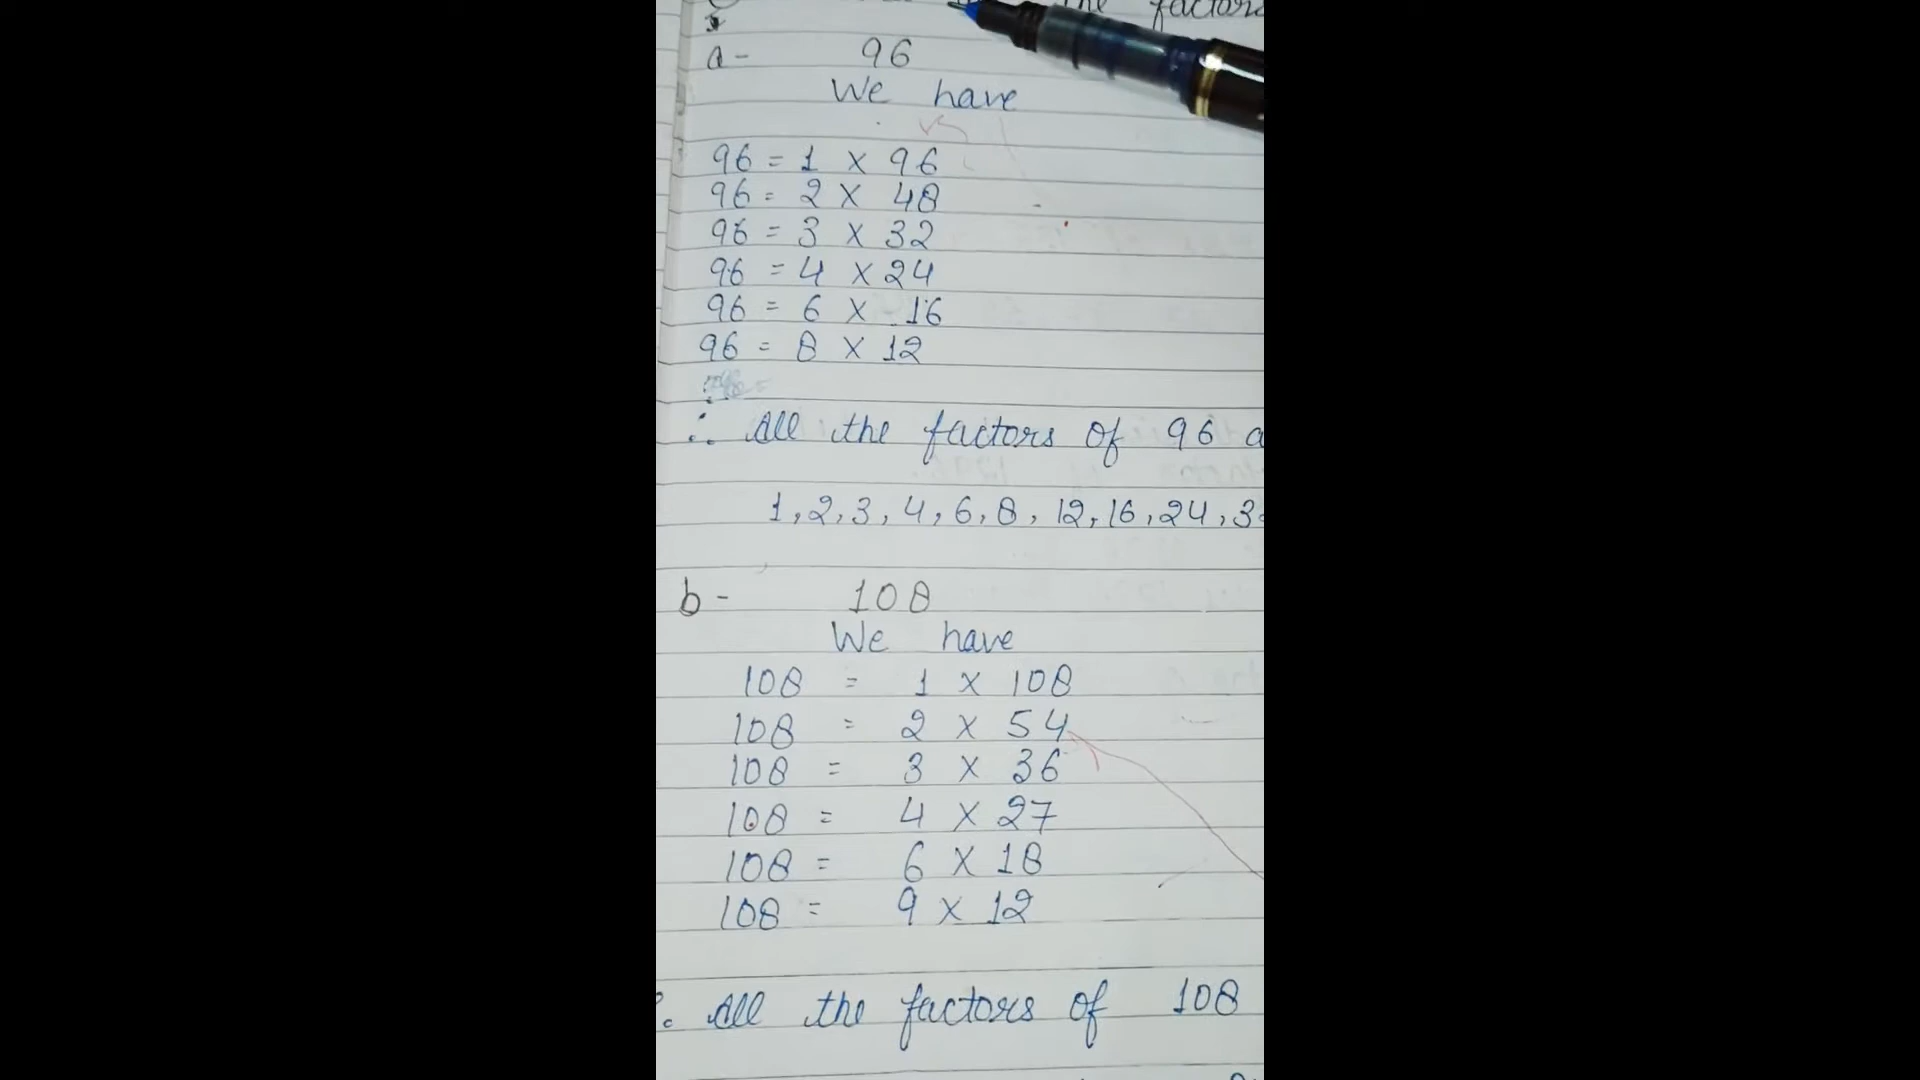 the factors
a- 96
We have
96 = 1 X 96
96 = 2 X 48
96 = 3 X 32
96 = 4 X 24
96 = 6 X 16
96 = 8 X 12
∴ All the factors of 96 a
1, 2, 3, 4, 6, 8, 12, 16, 24, 3
b- 108
We have
108 = 1 X 108
108 = 2 X 54
108 = 3 X 36
108 = 4 X 27
108 = 6 X 18
108 = 9 X 12
∴ All the factors of 108